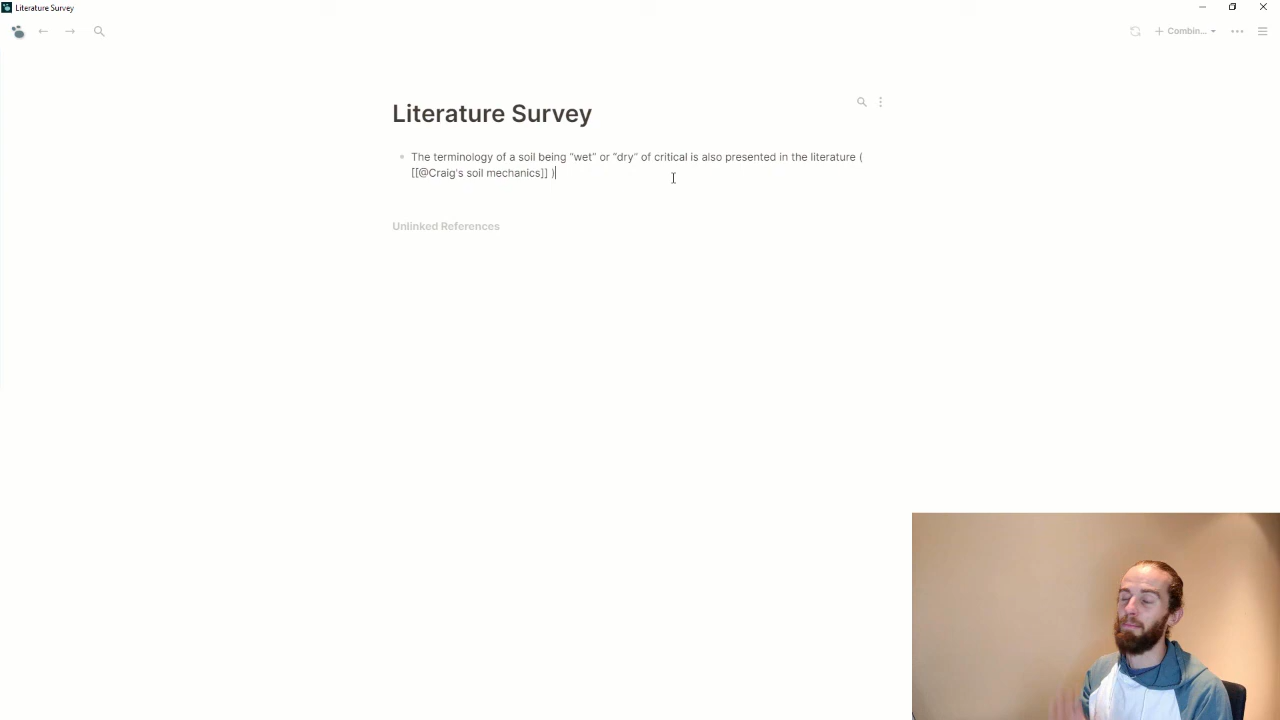 Literature Survey
Combin...
Literature Survey
The terminology of a soil being “wet” or “dry” of critical is also presented in the literature (
[[@Craig's soil mechanics]] )
Unlinked References